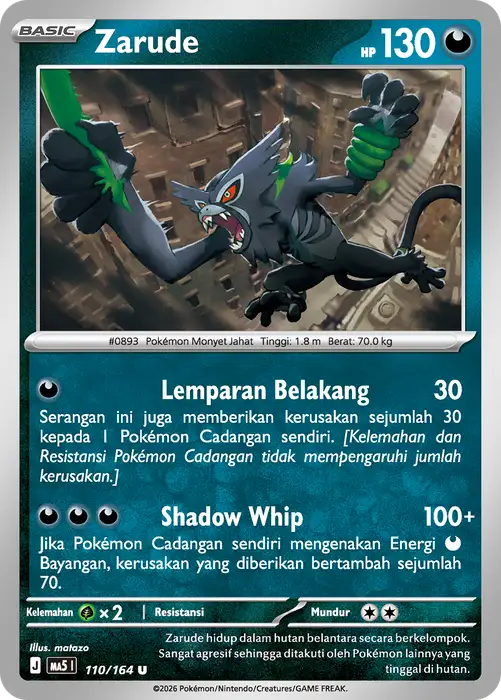 BASIC
Zarude
HP 130
#0893 Pokémon Monyet Jahat Tinggi: 1.8 m Berat: 70.0 kg
Lemparan Belakang 30
Serangan ini juga memberikan kerusakan sejumlah 30
kepada 1 Pokémon Cadangan sendiri. [Kelemahan dan
Resistansi Pokémon Cadangan tidak mempengaruhi jumlah
kerusakan.]
Shadow Whip 100+
Jika Pokémon Cadangan sendiri mengenakan Energi
Bayangan, kerusakan yang diberikan bertambah sejumlah
70.
Kelemahan ×2 Resistansi Mundur
Illus. matazo
J MA5 I 110/164 U
Zarude hidup dalam hutan belantara secara berkelompok.
Sangat agresif sehingga ditakuti oleh Pokémon lainnya yang
tinggal di hutan.
©2026 Pokémon/Nintendo/Creatures/GAME FREAK.